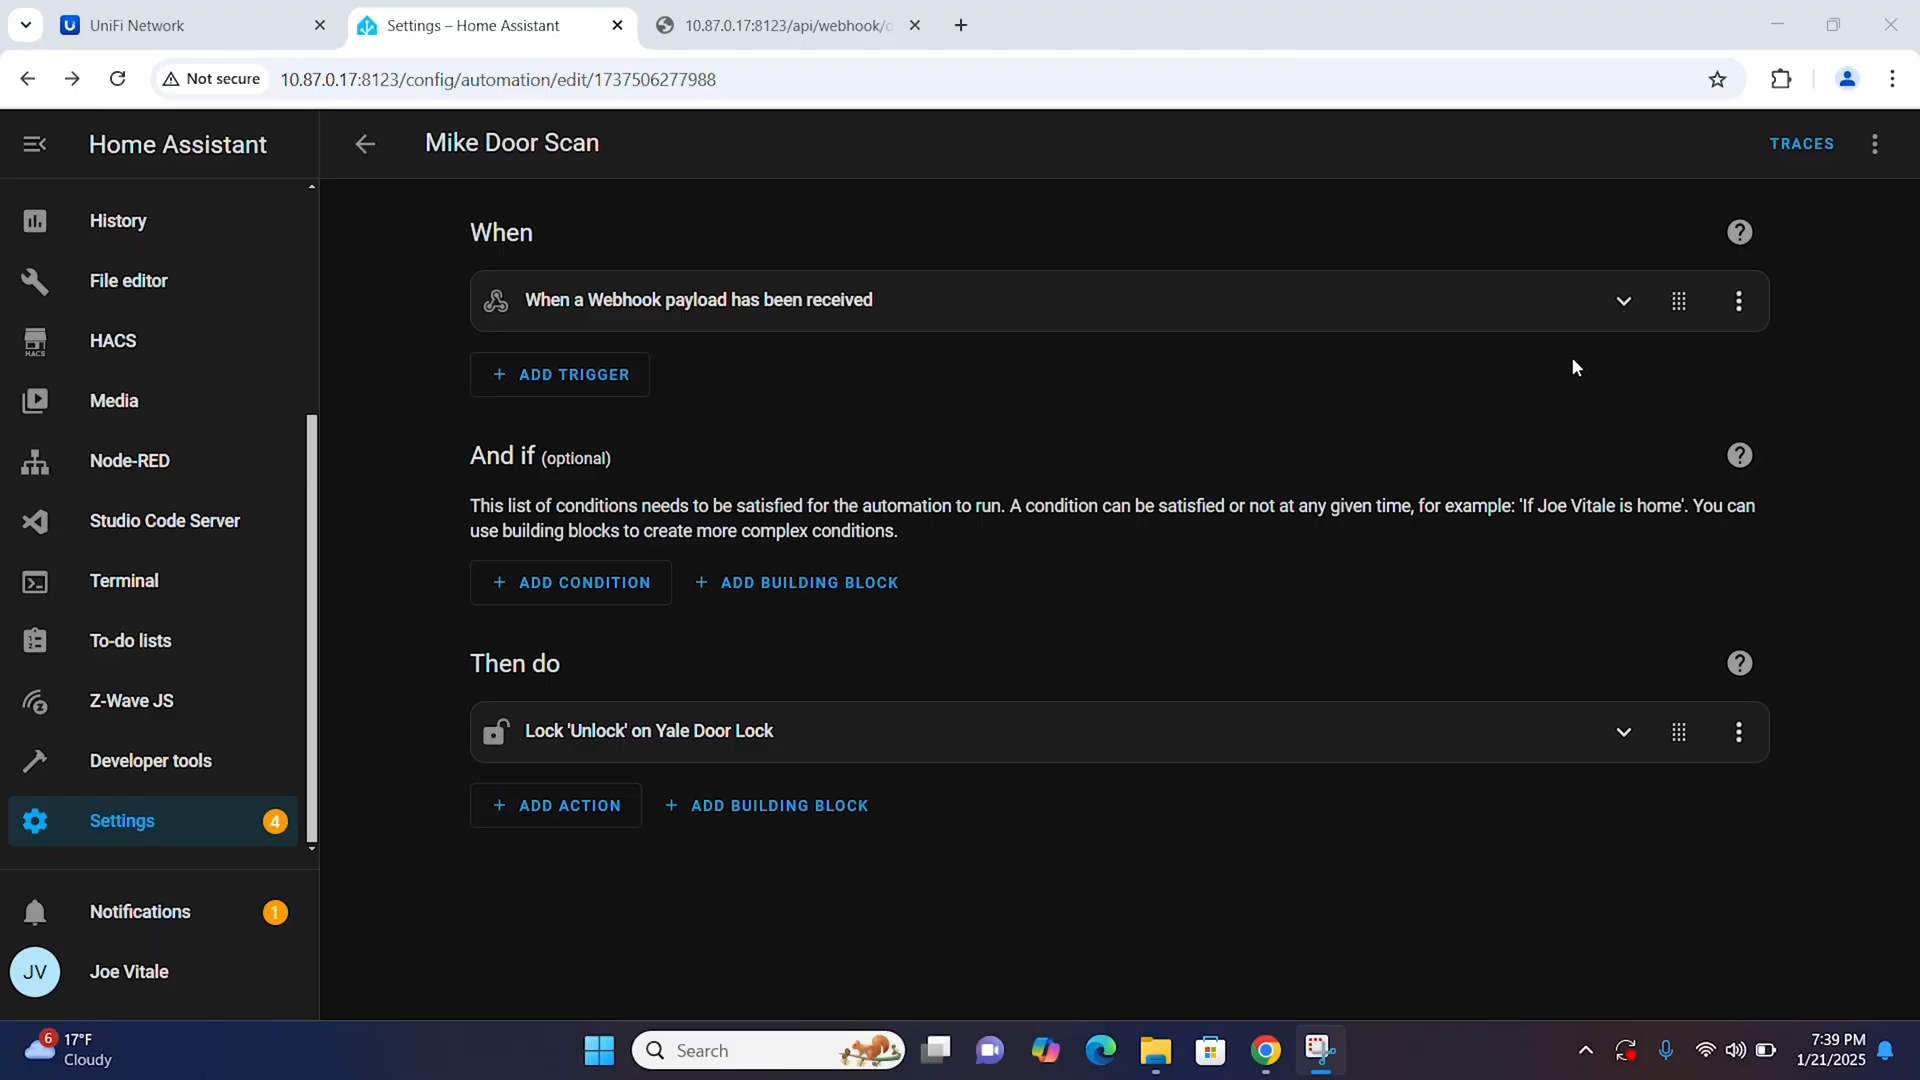 UniFi Network
Settings – Home Assistant
10.87.0.17:8123/api/webhook/
Not secure
10.87.0.17:8123/config/automation/edit/1737506277988
Home Assistant
Mike Door Scan
TRACES
History
File editor
HACS
HACS
Media
Node-RED
Studio Code Server
Terminal
To-do lists
Z-Wave JS
Developer tools
Settings
4
Notifications
1
JV
Joe Vitale
When
When a Webhook payload has been received
+ ADD TRIGGER
And if (optional)
This list of conditions needs to be satisfied for the automation to run. A condition can be satisfied or not at any given time, for example: 'If Joe Vitale is home'. You can
use building blocks to create more complex conditions.
+ ADD CONDITION + ADD BUILDING BLOCK
Then do
Lock 'Unlock' on Yale Door Lock
+ ADD ACTION + ADD BUILDING BLOCK
6
17°F
Cloudy
Search
7:39 PM
1/21/2025